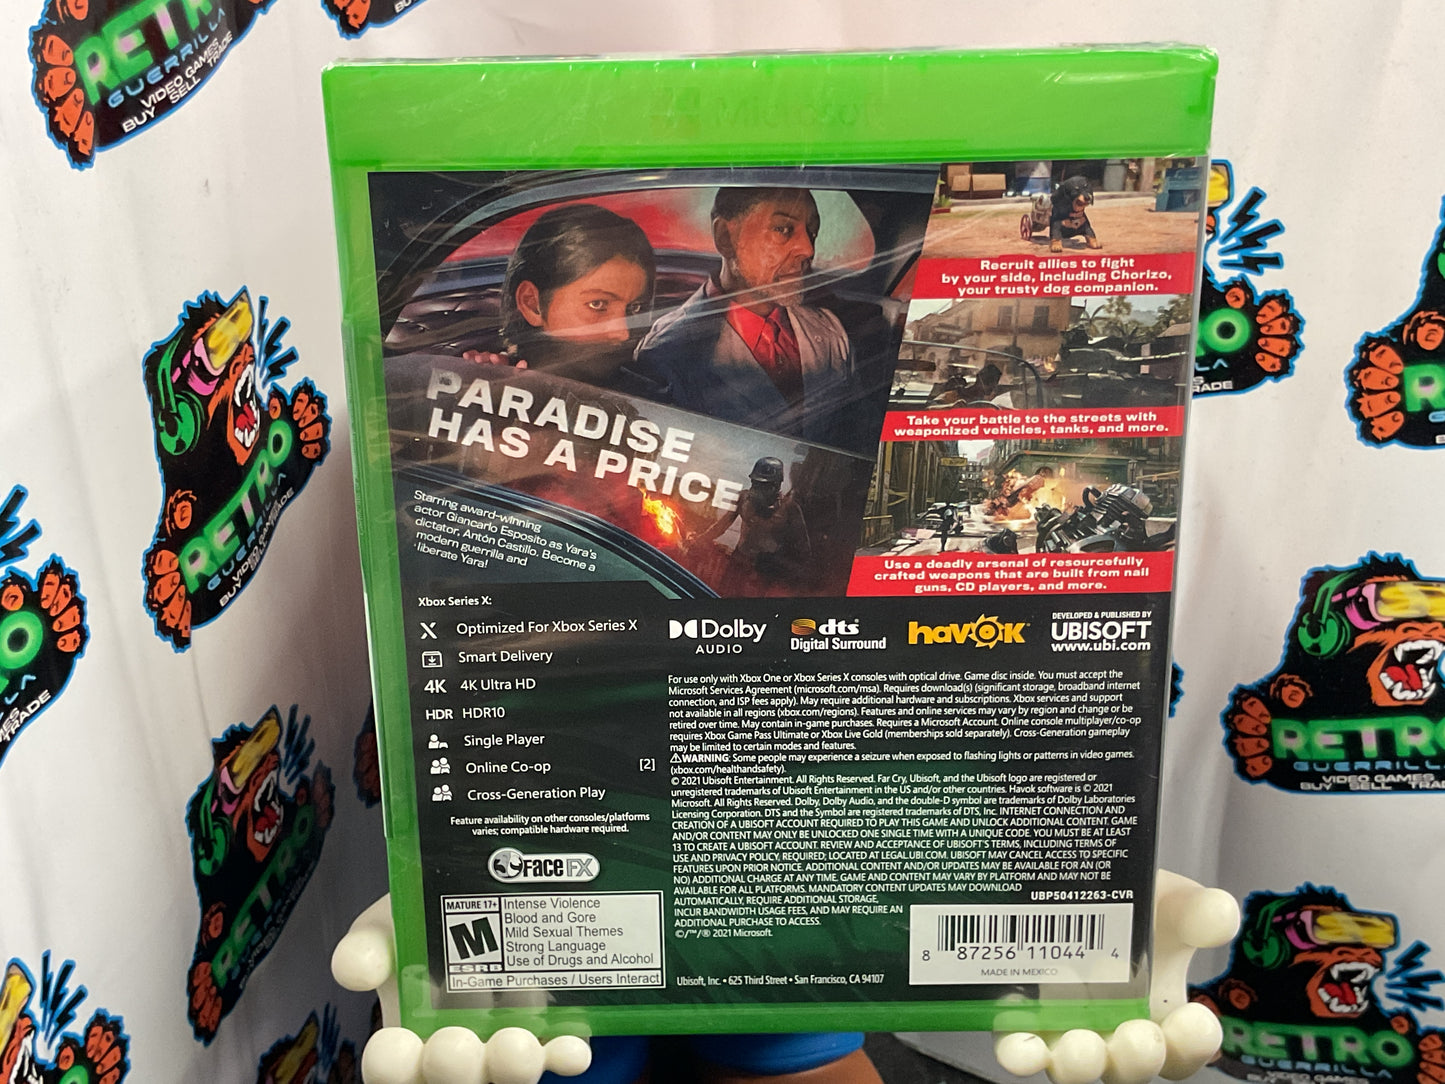 RETRO
GUERRILLA
VIDEO GAMES
BUY SELL TRADE
Microsoft
PARADISE
HAS A PRICE
Starring award-winning
actor Giancarlo Esposito as Yara's
dictator, Antón Castillo. Become a
modern guerrilla and
liberate Yara!
Recruit allies to fight
by your side, including Chorizo,
your trusty dog companion.
Take your battle to the streets with
weaponized vehicles, tanks, and more.
Use a deadly arsenal of resourcefully
crafted weapons that are built from nail
guns, CD players, and more.
Xbox Series X:
X Optimized For Xbox Series X
Smart Delivery
4K 4K Ultra HD
HDR HDR10
Single Player
Online Co-op [2]
Cross-Generation Play
Feature availability on other consoles/platforms
varies; compatible hardware required.
FaceFX
MATURE 17+
M
ESRB
Intense Violence
Blood and Gore
Mild Sexual Themes
Strong Language
Use of Drugs and Alcohol
In-Game Purchases / Users Interact
Dolby
AUDIO
dts
Digital Surround
havok
DEVELOPED & PUBLISHED BY
UBISOFT
www.ubi.com
For use only with Xbox One or Xbox Series X consoles with optical drive. Game disc inside. You must accept the
Microsoft Services Agreement (microsoft.com/msa). Requires download(s) (significant storage, broadband internet
connection, and ISP fees apply). May require additional hardware and subscriptions. Xbox services and support
not available in all regions (xbox.com/regions). Features and online services may vary by region and change or be
retired over time. May contain in-game purchases. Requires a Microsoft Account. Online console multiplayer/co-op
requires Xbox Game Pass Ultimate or Xbox Live Gold (memberships sold separately). Cross-Generation gameplay
may be limited to certain modes and features.
⚠WARNING: Some people may experience a seizure when exposed to flashing lights or patterns in video games.
(xbox.com/healthandsafety).
© 2021 Ubisoft Entertainment. All Rights Reserved. Far Cry, Ubisoft, and the Ubisoft logo are registered or
unregistered trademarks of Ubisoft Entertainment in the US and/or other countries. Havok software is © 2021
Microsoft. All Rights Reserved. Dolby, Dolby Audio, and the double-D symbol are trademarks of Dolby Laboratories
Licensing Corporation. DTS and the Symbol are registered trademarks of DTS, Inc. INTERNET CONNECTION AND
CREATION OF A UBISOFT ACCOUNT REQUIRED TO PLAY THIS GAME AND UNLOCK ADDITIONAL CONTENT. GAME
AND/OR CONTENT MAY ONLY BE UNLOCKED ONE SINGLE TIME WITH A UNIQUE CODE. YOU MUST BE AT LEAST
13 TO CREATE A UBISOFT ACCOUNT. REVIEW AND ACCEPTANCE OF UBISOFT'S TERMS, INCLUDING TERMS OF
USE AND PRIVACY POLICY, REQUIRED; LOCATED AT LEGAL.UBI.COM. UBISOFT MAY CANCEL ACCESS TO SPECIFIC
FEATURES UPON PRIOR NOTICE. ADDITIONAL CONTENT AND/OR UPDATES MAY BE AVAILABLE FOR AN (OR
NO) ADDITIONAL CHARGE AT ANY TIME. GAME AND CONTENT MAY VARY BY PLATFORM AND MAY NOT BE
AVAILABLE FOR ALL PLATFORMS. MANDATORY CONTENT UPDATES MAY DOWNLOAD
AUTOMATICALLY, REQUIRE ADDITIONAL STORAGE,
INCUR BANDWIDTH USAGE FEES, AND MAY REQUIRE AN
ADDITIONAL PURCHASE TO ACCESS.
©/™/® 2021 Microsoft.
UBP50412263-CVR
8 87256 11044 4
MADE IN MEXICO
Ubisoft, Inc. • 625 Third Street • San Francisco, CA 94107
RETRO
GUERRILLA
VIDEO GAMES
BUY SELL TRADE
RETRO
GUERRILLA
VIDEO GAMES
BUY SELL TRADE